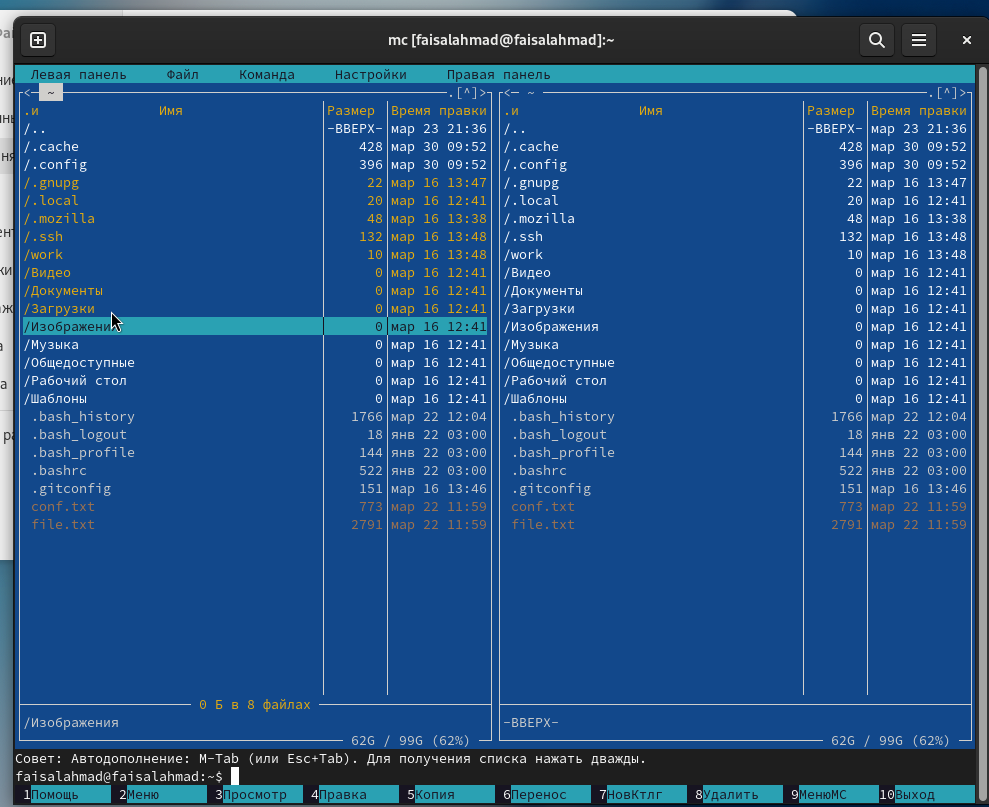 mc [faisalahmad@faisalahmad]:~
Левая панель Файл Команда Настройки Правая панель
<─ ~ .[^]> <─ ~ .[^]>
.и Имя Размер Время правки .и Имя Размер Время правки
/.. -ВВЕРХ- мар 23 21:36 /.. -ВВЕРХ- мар 23 21:36
/.cache 428 мар 30 09:52 /.cache 428 мар 30 09:52
/.config 396 мар 30 09:52 /.config 396 мар 30 09:52
/.gnupg 22 мар 16 13:47 /.gnupg 22 мар 16 13:47
/.local 20 мар 16 12:41 /.local 20 мар 16 12:41
/.mozilla 48 мар 16 13:38 /.mozilla 48 мар 16 13:38
/.ssh 132 мар 16 13:48 /.ssh 132 мар 16 13:48
/work 10 мар 16 13:48 /work 10 мар 16 13:48
/Видео 0 мар 16 12:41 /Видео 0 мар 16 12:41
/Документы 0 мар 16 12:41 /Документы 0 мар 16 12:41
/Загрузки 0 мар 16 12:41 /Загрузки 0 мар 16 12:41
/Изображения 0 мар 16 12:41 /Изображения 0 мар 16 12:41
/Музыка 0 мар 16 12:41 /Музыка 0 мар 16 12:41
/Общедоступные 0 мар 16 12:41 /Общедоступные 0 мар 16 12:41
/Рабочий стол 0 мар 16 12:41 /Рабочий стол 0 мар 16 12:41
/Шаблоны 0 мар 16 12:41 /Шаблоны 0 мар 16 12:41
.bash_history 1766 мар 22 12:04 .bash_history 1766 мар 22 12:04
.bash_logout 18 янв 22 03:00 .bash_logout 18 янв 22 03:00
.bash_profile 144 янв 22 03:00 .bash_profile 144 янв 22 03:00
.bashrc 522 янв 22 03:00 .bashrc 522 янв 22 03:00
.gitconfig 151 мар 16 13:46 .gitconfig 151 мар 16 13:46
conf.txt 773 мар 22 11:59 conf.txt 773 мар 22 11:59
file.txt 2791 мар 22 11:59 file.txt 2791 мар 22 11:59
0 Б в 8 файлах
/Изображения -ВВЕРХ-
62G / 99G (62%) 62G / 99G (62%)
Совет: Автодополнение: M-Tab (или Esc+Tab). Для получения списка нажать дважды.
faisalahmad@faisalahmad:~$
1Помощь 2Меню 3Просмотр 4Правка 5Копия 6Перенос 7НовКтлг 8Удалить 9МенюМС 10Выход